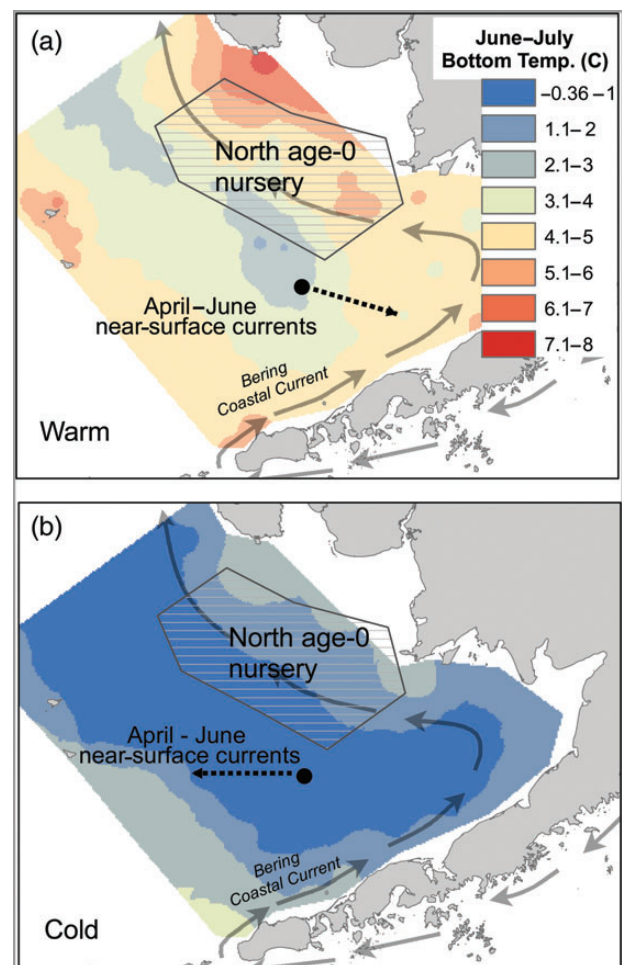 (a)
June–July
Bottom Temp. (C)
–0.36 –1
1.1–2
2.1–3
3.1–4
4.1–5
5.1–6
6.1–7
7.1–8
North age-0
nursery
April–June
near-surface currents
Bering
Coastal Current
Warm
(b)
North age-0
nursery
April - June
near-surface currents
Bering
Coastal Current
Cold